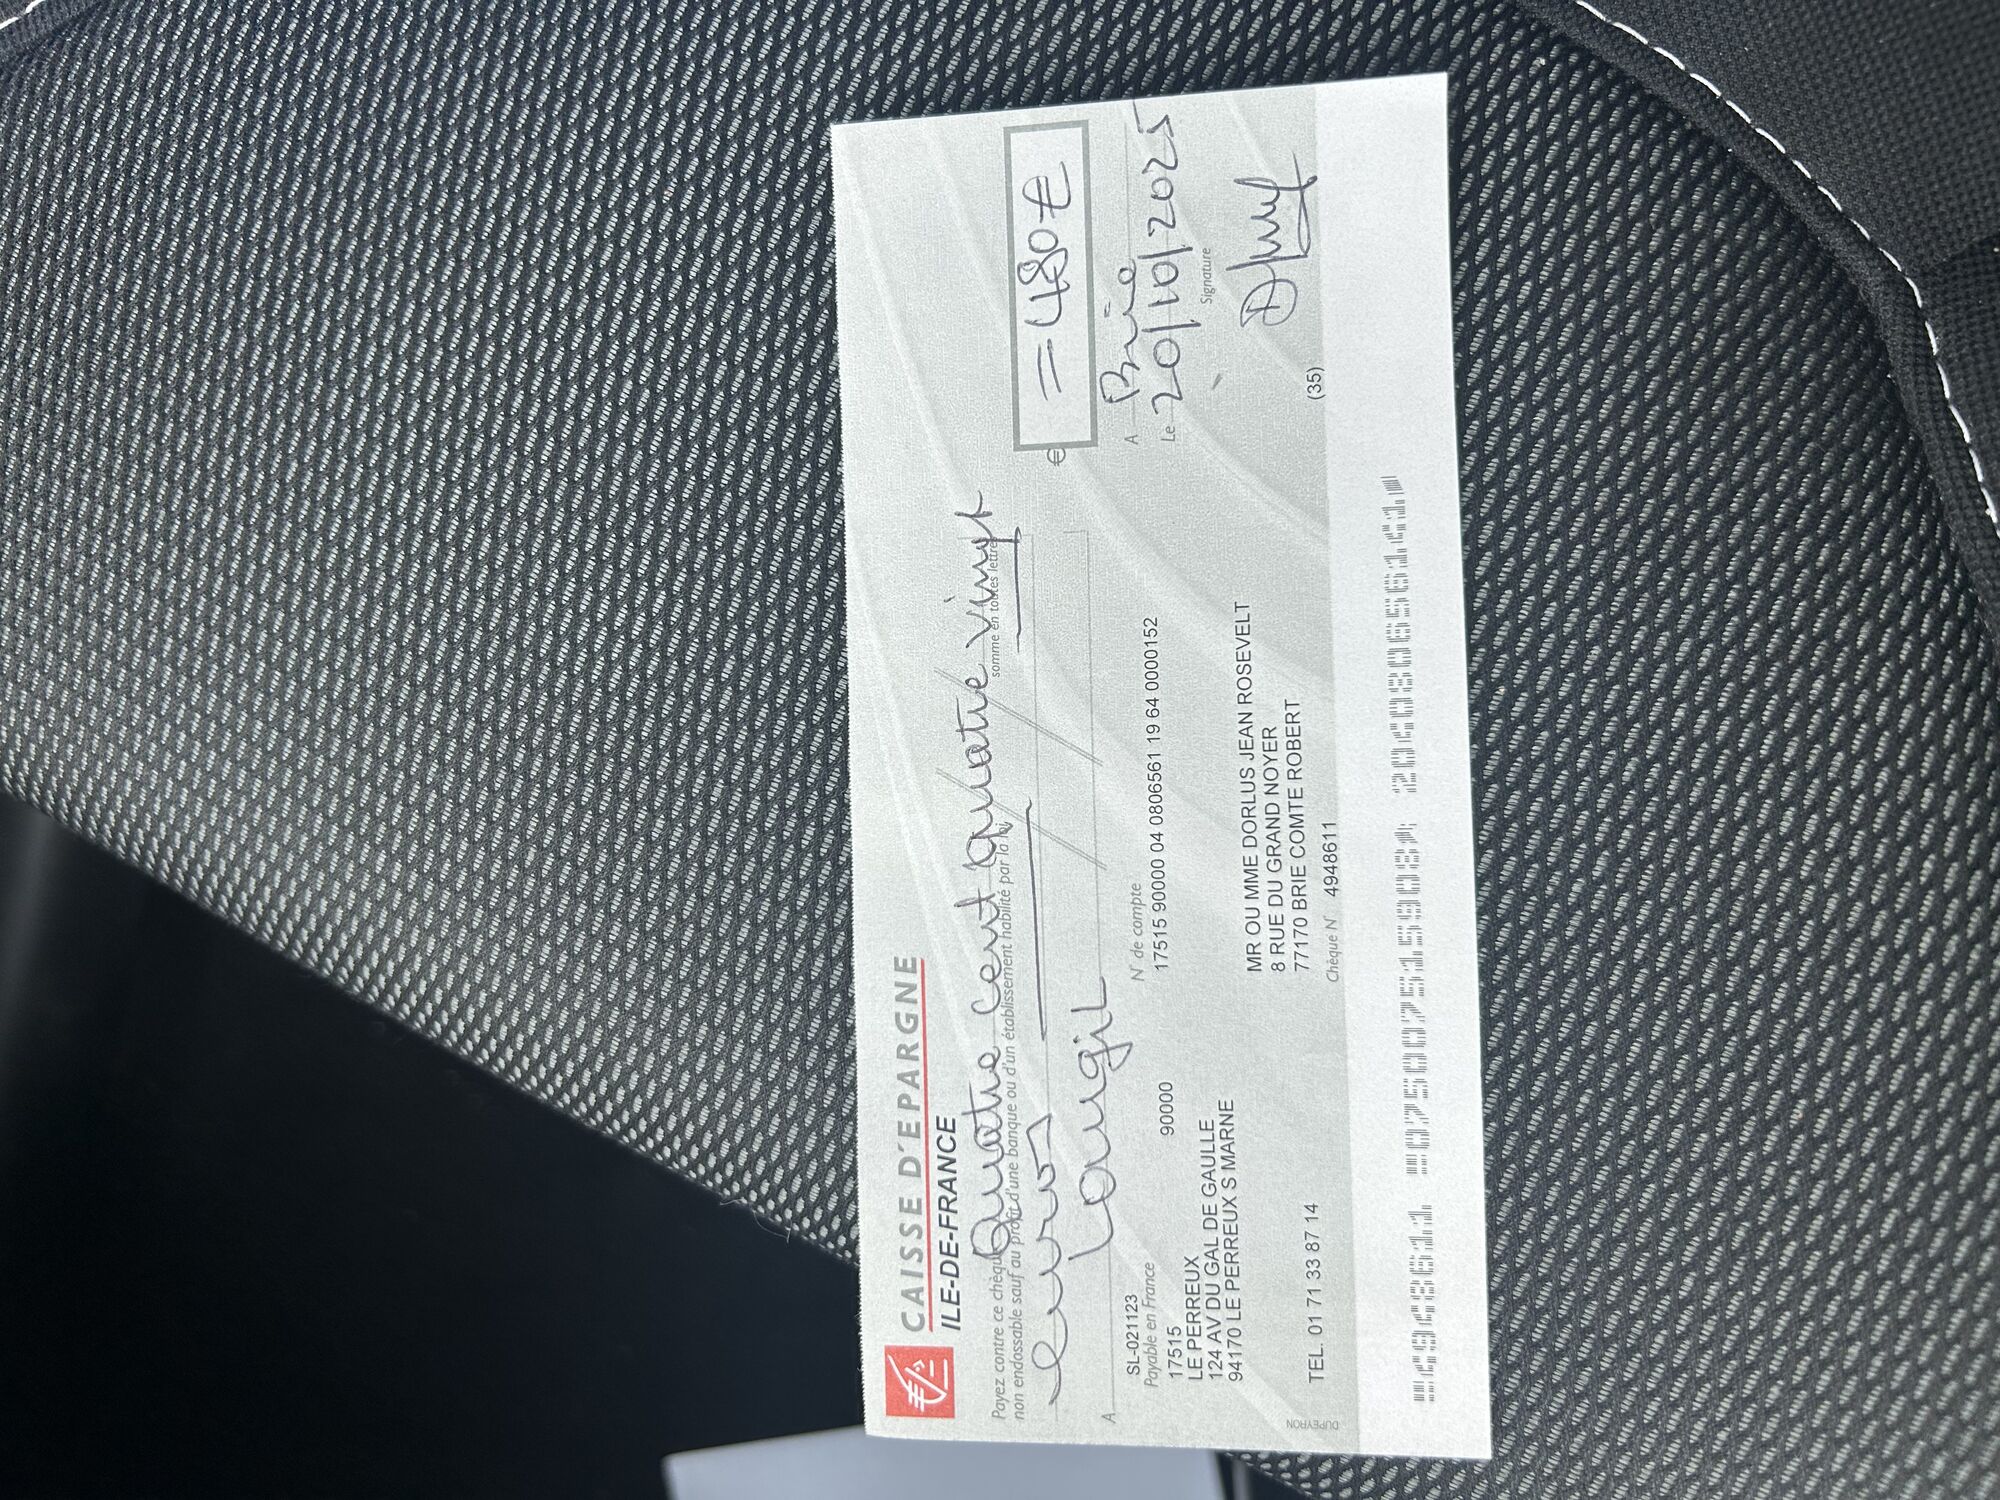 CAISSE D'EPARGNE
ILE-DE-FRANCE
Payez contre ce chèque Quatre Cent quatre vingt
non endossable sauf au profit d'une banque ou d'un établissement habilité par la loi
somme en toutes lettres
euros
€ = 480 €
A Laugil
A Brie
Le 20/10/2025
Signature
SL-021123
Payable en France
17515 90000
LE PERREUX
124 AV DU GAL DE GAULLE
94170 LE PERREUX S MARNE
TEL. 01 71 33 87 14
N° de compte
17515 90000 04 0806561 19 64 0000152
MR OU MME DORLUS JEAN ROSEVELT
8 RUE DU GRAND NOYER
77170 BRIE COMTE ROBERT
Chèque N° 4948611
(35)
DUPEYRON